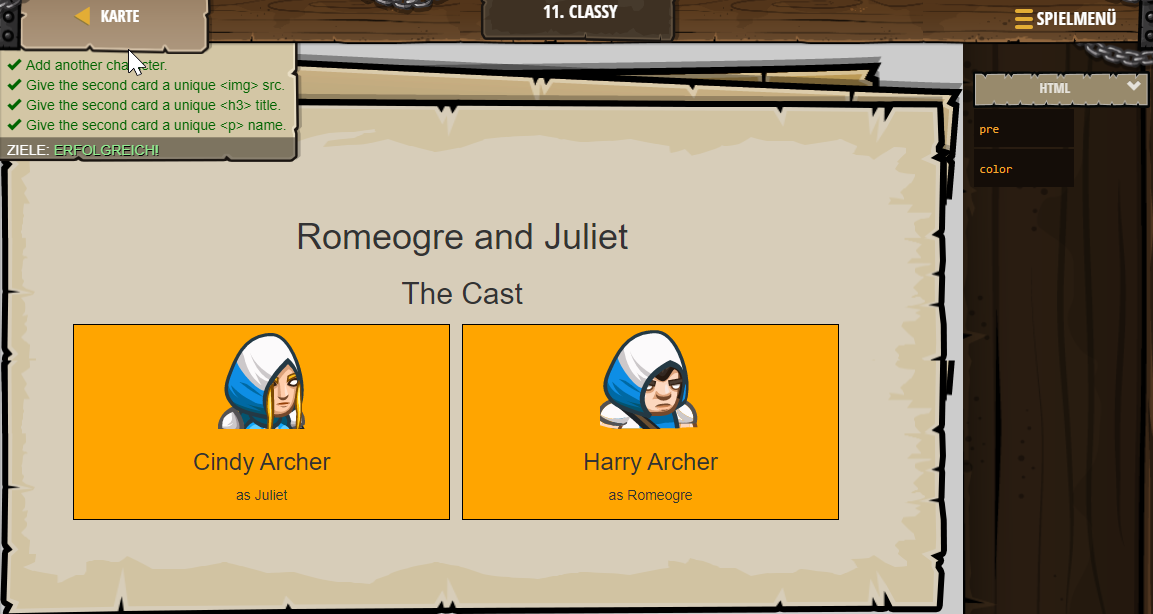 KARTE
11. CLASSY
SPIELMENÜ
Add another character.
Give the second card a unique <img> src.
Give the second card a unique <h3> title.
Give the second card a unique <p> name.
ZIELE: ERFOLGREICH!
HTML
pre
color
Romeogre and Juliet
The Cast
Cindy Archer
as Juliet
Harry Archer
as Romeogre